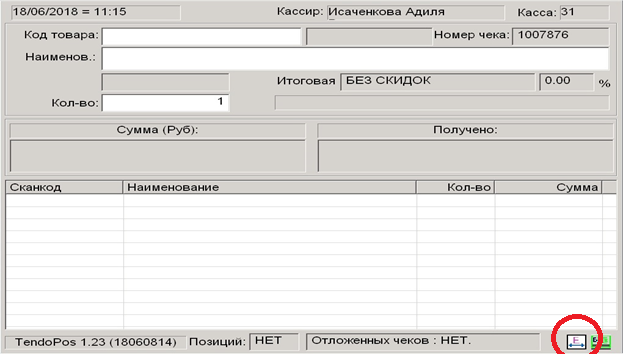 18/06/2018 = 11:15 Кассир: Исаченкова Адиля Касса: 31
Код товара: Номер чека: 1007876
Наименов.:
Итоговая БЕЗ СКИДОК 0.00 %
Кол-во: 1
Сумма (Руб): Получено:
Сканкод Наименование Кол-во Сумма
TendoPos 1.23 (18060814) Позиций: НЕТ Отложенных чеков : НЕТ. E